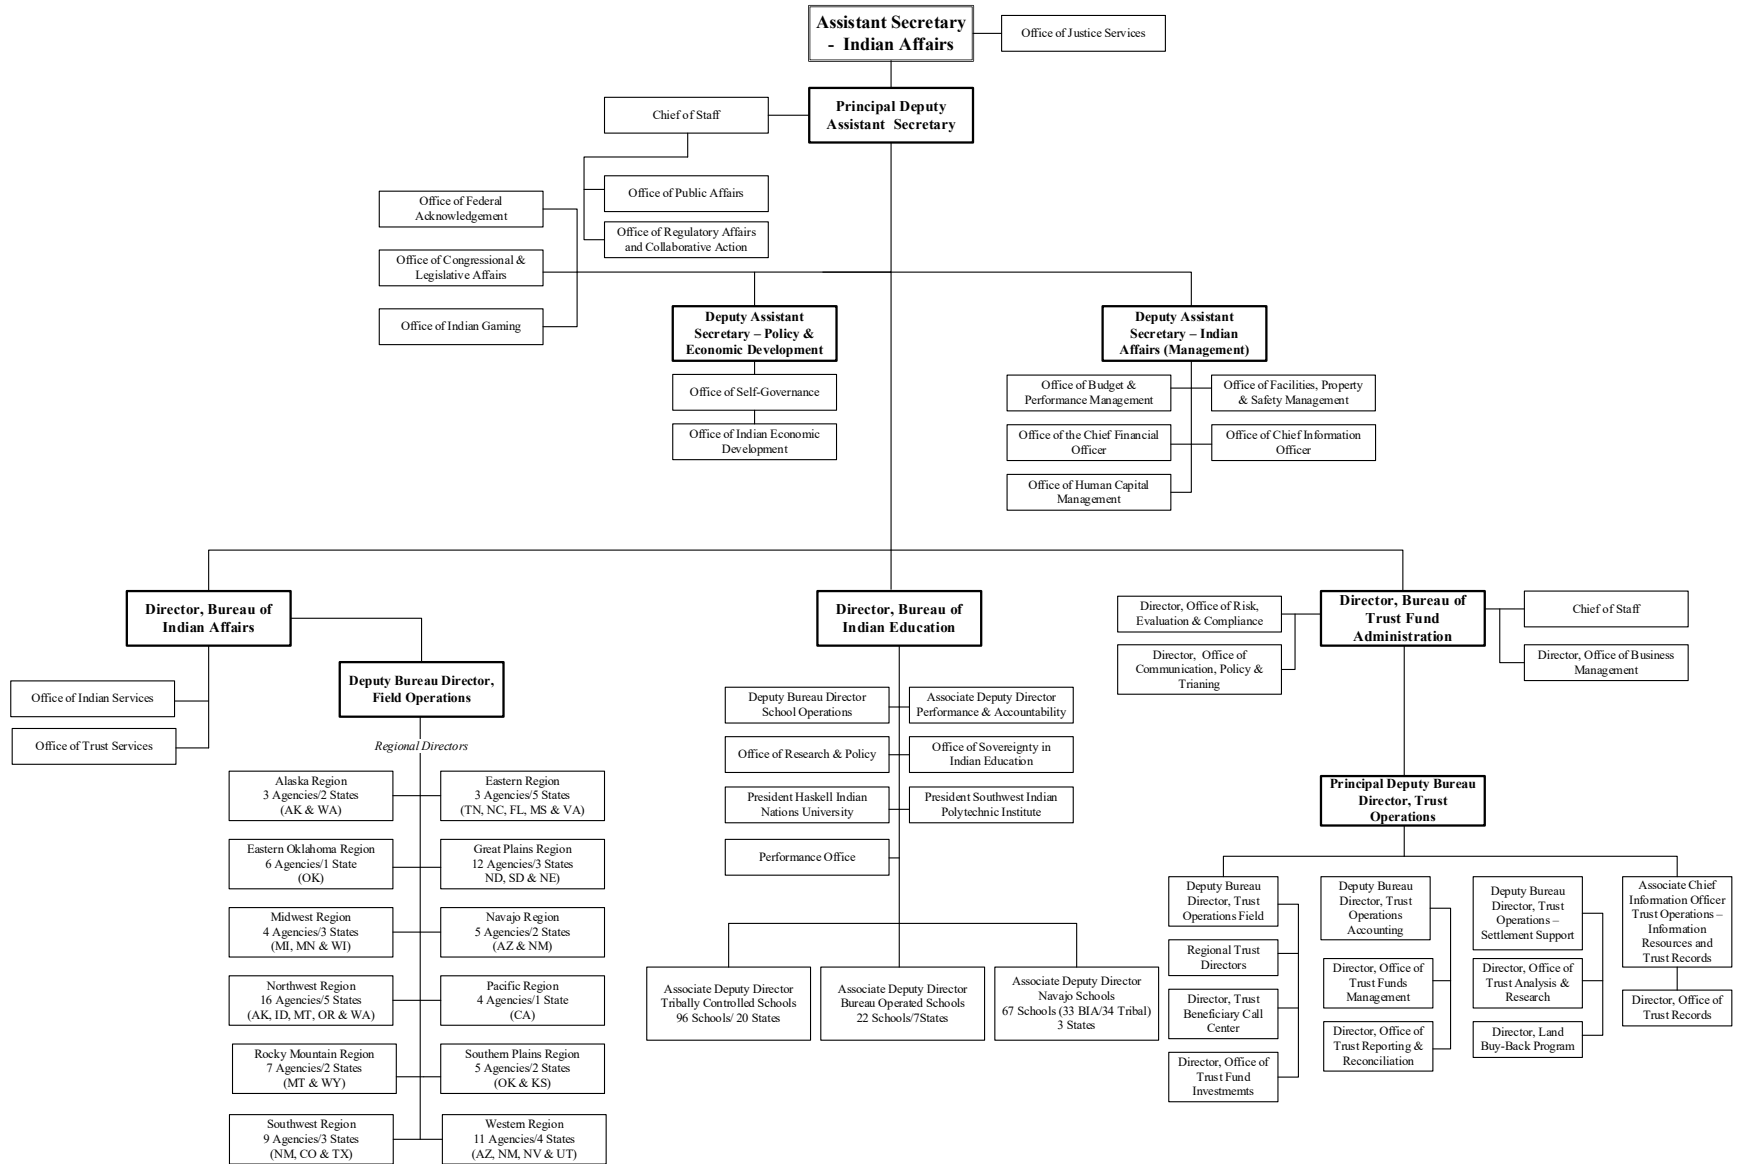 Assistant Secretary
- Indian Affairs
Office of Justice Services
Principal Deputy
Assistant Secretary
Chief of Staff
Office of Public Affairs
Office of Regulatory Affairs
and Collaborative Action
Office of Federal
Acknowledgement
Office of Congressional &
Legislative Affairs
Office of Indian Gaming
Deputy Assistant
Secretary – Policy &
Economic Development
Office of Self-Governance
Office of Indian Economic
Development
Deputy Assistant
Secretary – Indian
Affairs (Management)
Office of Budget &
Performance Management
Office of Facilities, Property
& Safety Management
Office of the Chief Financial
Officer
Office of Chief Information
Officer
Office of Human Capital
Management
Director, Bureau of
Indian Affairs
Office of Indian Services
Office of Trust Services
Deputy Bureau Director,
Field Operations
Regional Directors
Alaska Region
3 Agencies/2 States
(AK & WA)
Eastern Region
3 Agencies/5 States
(TN, NC, FL, MS & VA)
Eastern Oklahoma Region
6 Agencies/1 State
(OK)
Great Plains Region
12 Agencies/3 States
ND, SD & NE)
Midwest Region
4 Agencies/3 States
(MI, MN & WI)
Navajo Region
5 Agencies/2 States
(AZ & NM)
Northwest Region
16 Agencies/5 States
(AK, ID, MT, OR & WA)
Pacific Region
4 Agencies/1 State
(CA)
Rocky Mountain Region
7 Agencies/2 States
(MT & WY)
Southern Plains Region
5 Agencies/2 States
(OK & KS)
Southwest Region
9 Agencies/3 States
(NM, CO & TX)
Western Region
11 Agencies/4 States
(AZ, NM, NV & UT)
Director, Bureau of
Indian Education
Deputy Bureau Director
School Operations
Associate Deputy Director
Performance & Accountability
Office of Research & Policy
Office of Sovereignty in
Indian Education
President Haskell Indian
Nations University
President Southwest Indian
Polytechnic Institute
Performance Office
Associate Deputy Director
Tribally Controlled Schools
96 Schools/ 20 States
Associate Deputy Director
Bureau Operated Schools
22 Schools/7States
Associate Deputy Director
Navajo Schools
67 Schools (33 BIA/34 Tribal)
3 States
Director, Bureau of
Trust Fund
Administration
Director, Office of Risk,
Evaluation & Compliance
Director, Office of
Communication, Policy &
Trianing
Chief of Staff
Director, Office of Business
Management
Principal Deputy Bureau
Director, Trust
Operations
Deputy Bureau
Director, Trust
Operations Field
Regional Trust
Directors
Director, Trust
Beneficiary Call
Center
Director, Office of
Trust Fund
Investmemts
Deputy Bureau
Director, Trust
Operations
Accounting
Director, Office of
Trust Funds
Management
Director, Office of
Trust Reporting &
Reconciliation
Deputy Bureau
Director, Trust
Operations –
Settlement Support
Director, Office of
Trust Analysis &
Research
Director, Land
Buy-Back Program
Associate Chief
Information Officer
Trust Operations –
Information
Resources and
Trust Records
Director, Office of
Trust Records